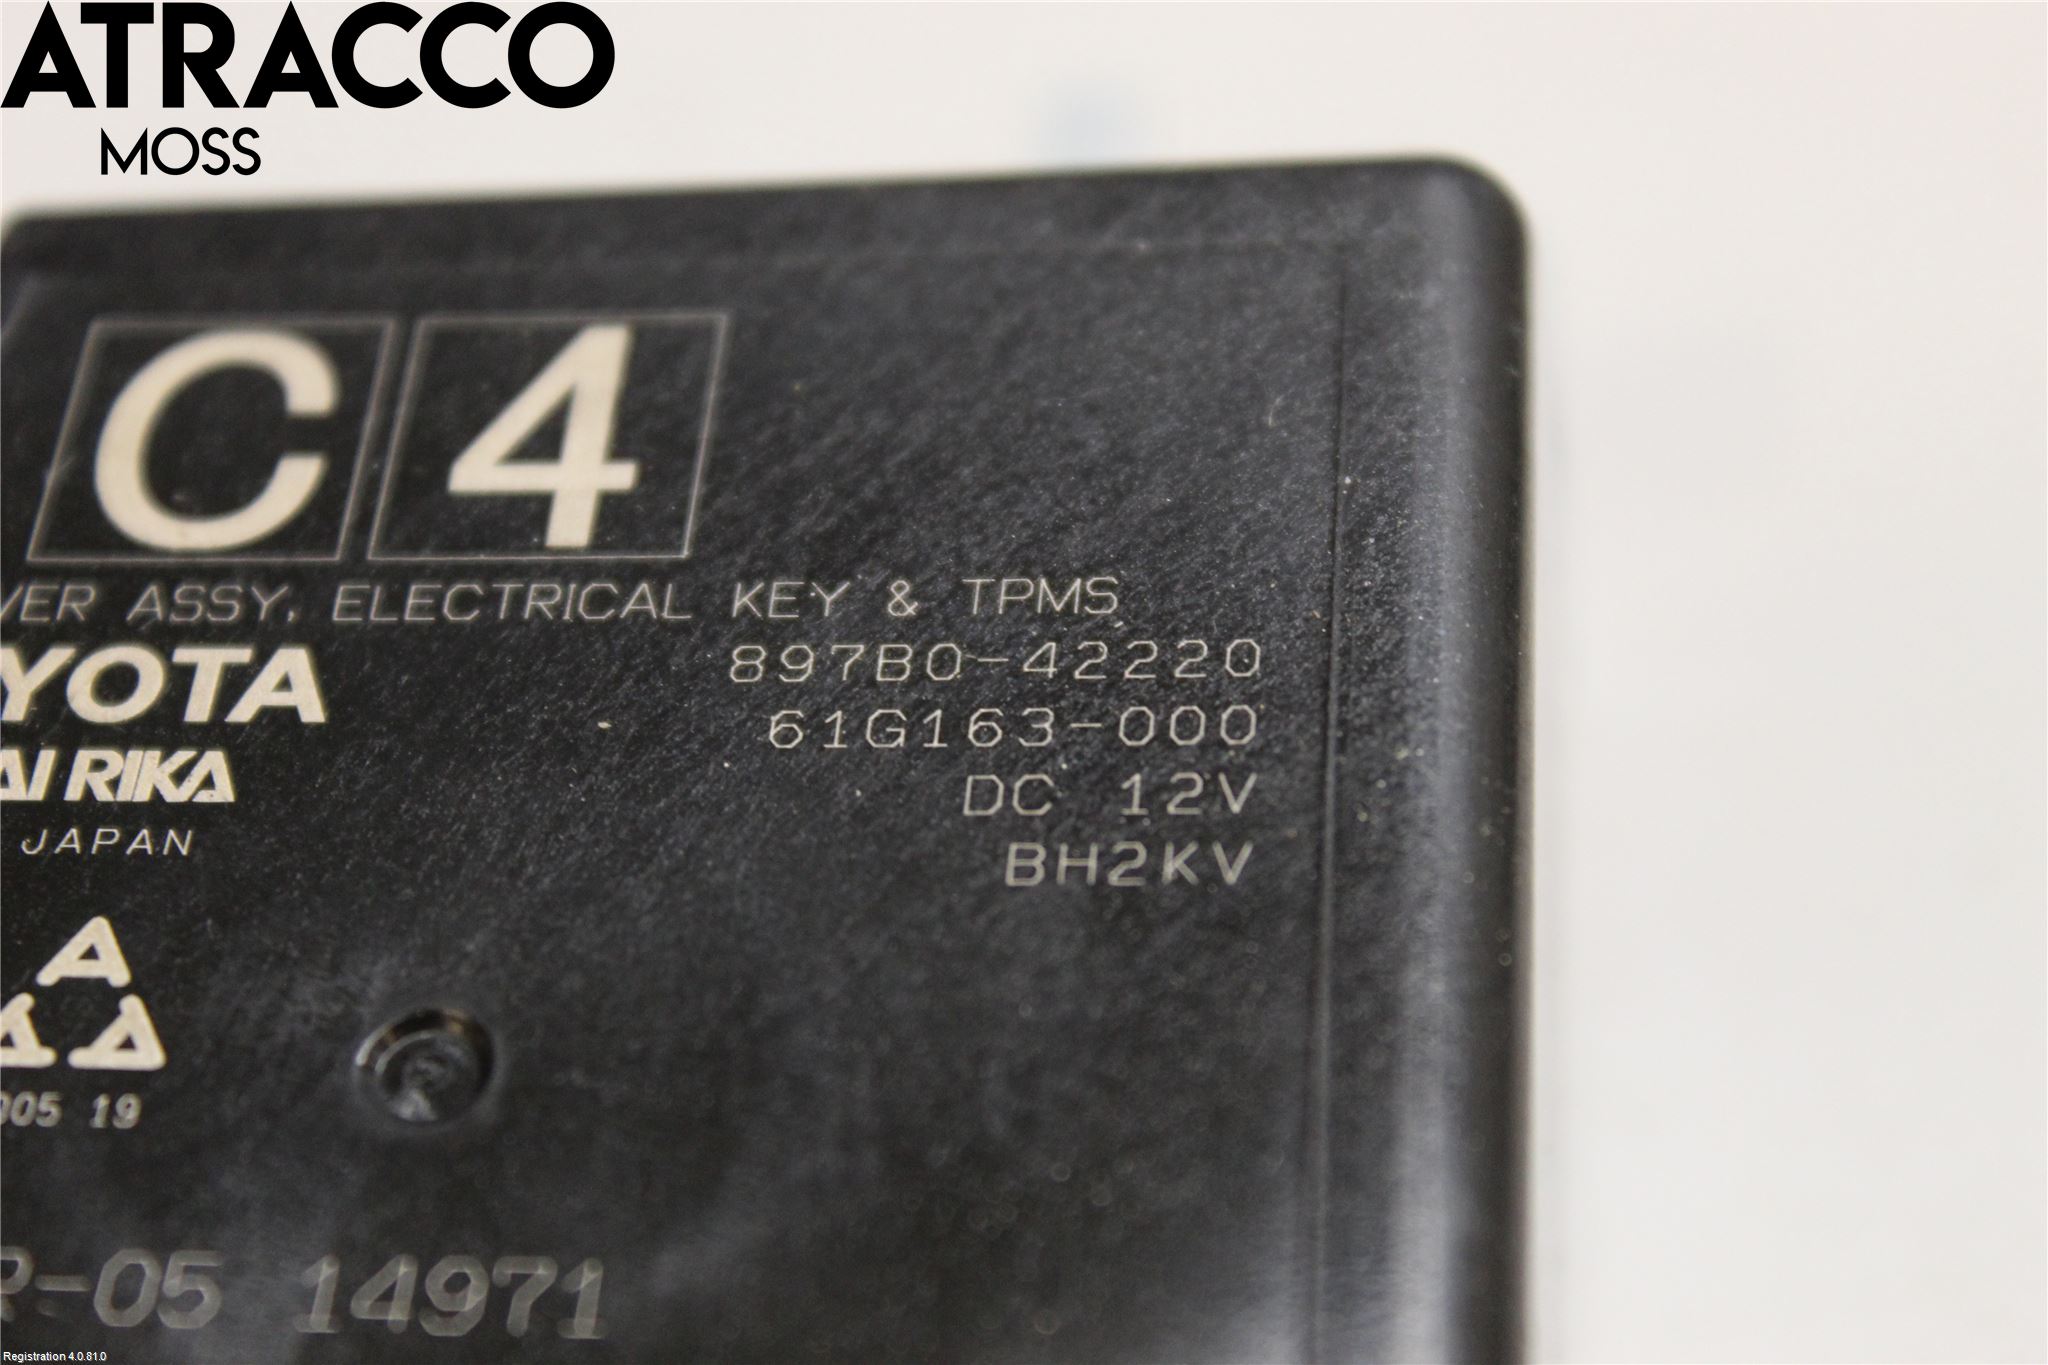 ATRACCO
MOSS
C 4
VER ASSY, ELECTRICAL KEY & TPMS
897B0-42220
YOTA
61G163-000
AI RIKA
DC 12V
JAPAN
BH2KV
A
005 19
R-05 14971
Registration 4.0.81.0